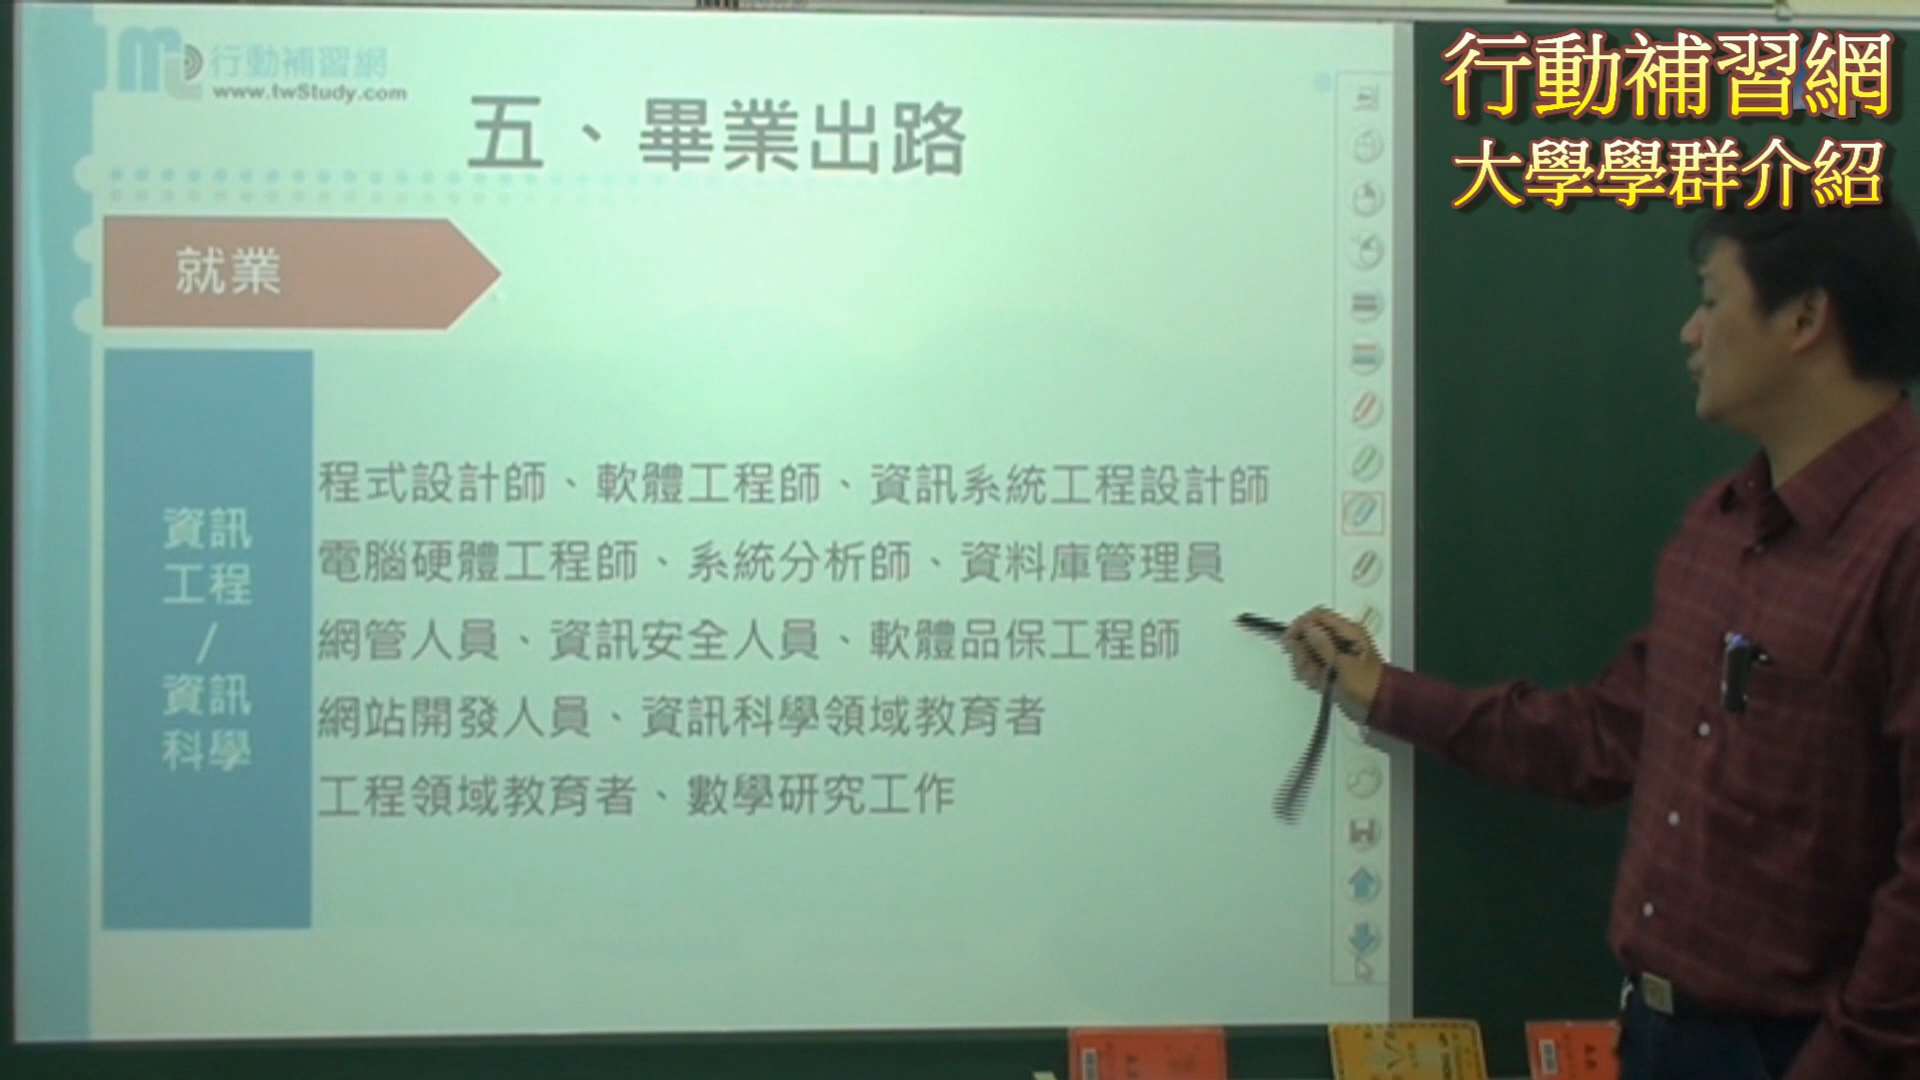 行動補習網
www.twStudy.com
行動補習網
大學學群介紹
五、畢業出路
就業
資訊
工程
/
資訊
科學
程式設計師、軟體工程師、資訊系統工程設計師
電腦硬體工程師、系統分析師、資料庫管理員
網管人員、資訊安全人員、軟體品保工程師
網站開發人員、資訊科學領域教育者
工程領域教育者、數學研究工作